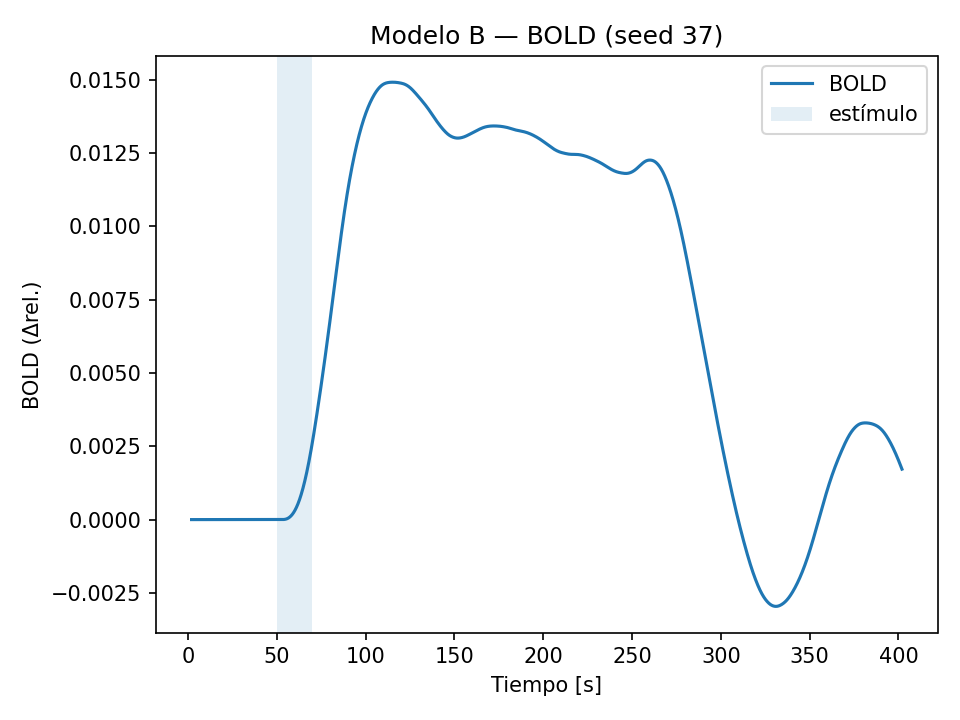 Modelo B — BOLD (seed 37)
BOLD
estímulo
BOLD (Δrel.)
0.0150
0.0125
0.0100
0.0075
0.0050
0.0025
0.0000
−0.0025
0 50 100 150 200 250 300 350 400
Tiempo [s]